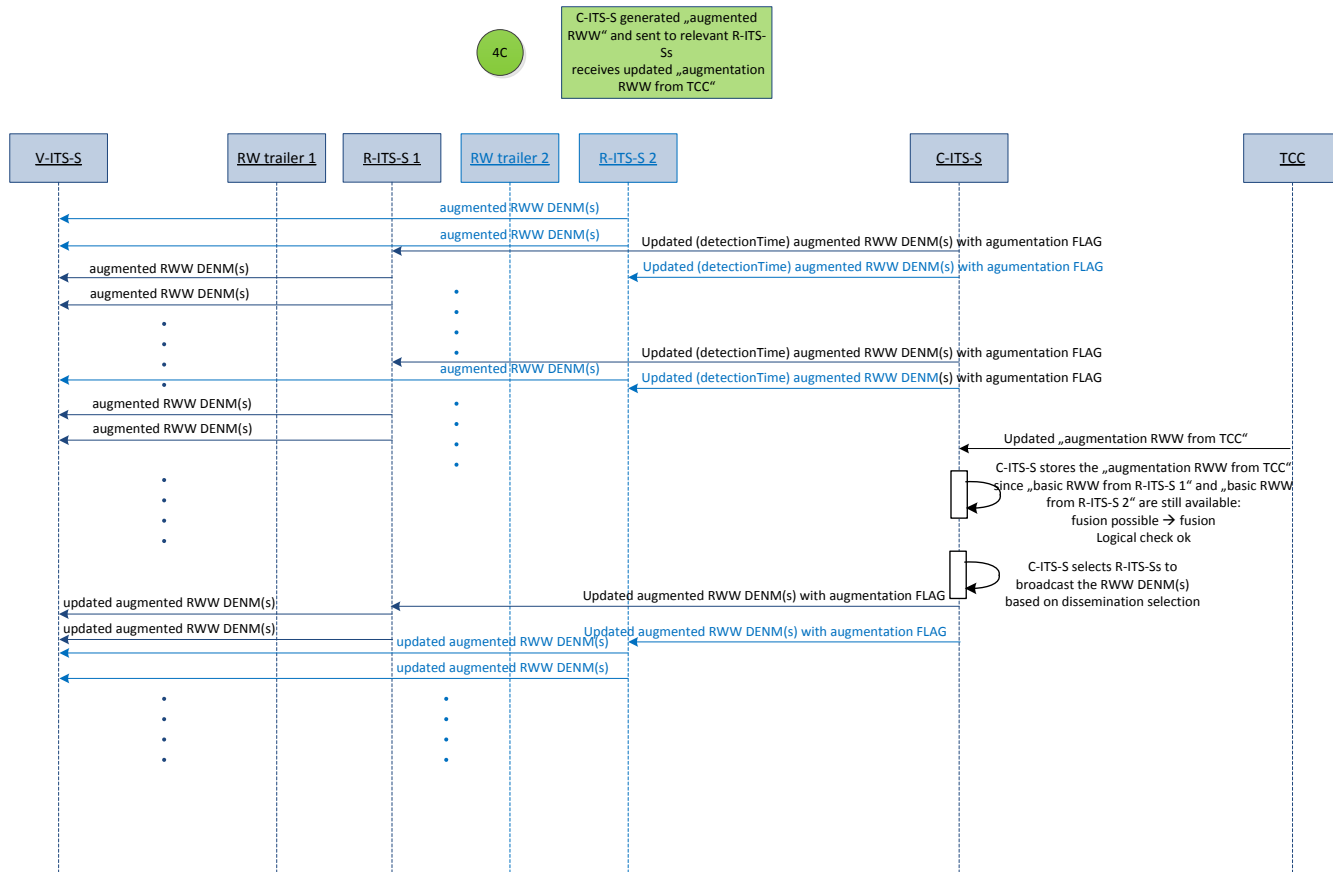 4C
C-ITS-S generated „augmented
RWW“ and sent to relevant R-ITS-
Ss
receives updated „augmentation
RWW from TCC“
V-ITS-S
RW trailer 1
R-ITS-S 1
RW trailer 2
R-ITS-S 2
C-ITS-S
TCC
augmented RWW DENM(s)
augmented RWW DENM(s)
Updated (detectionTime) augmented RWW DENM(s) with agumentation FLAG
augmented RWW DENM(s)
Updated (detectionTime) augmented RWW DENM(s) with agumentation FLAG
augmented RWW DENM(s)
Updated (detectionTime) augmented RWW DENM(s) with agumentation FLAG
augmented RWW DENM(s)
Updated (detectionTime) augmented RWW DENM(s) with agumentation FLAG
augmented RWW DENM(s)
augmented RWW DENM(s)
Updated „augmentation RWW from TCC“
C-ITS-S stores the „augmentation RWW from TCC“
since „basic RWW from R-ITS-S 1“ and „basic RWW
from R-ITS-S 2“ are still available:
fusion possible → fusion
Logical check ok
C-ITS-S selects R-ITS-Ss to
broadcast the RWW DENM(s)
based on dissemination selection
Updated augmented RWW DENM(s) with augmentation FLAG
updated augmented RWW DENM(s)
updated augmented RWW DENM(s)
Updated augmented RWW DENM(s) with augmentation FLAG
updated augmented RWW DENM(s)
updated augmented RWW DENM(s)